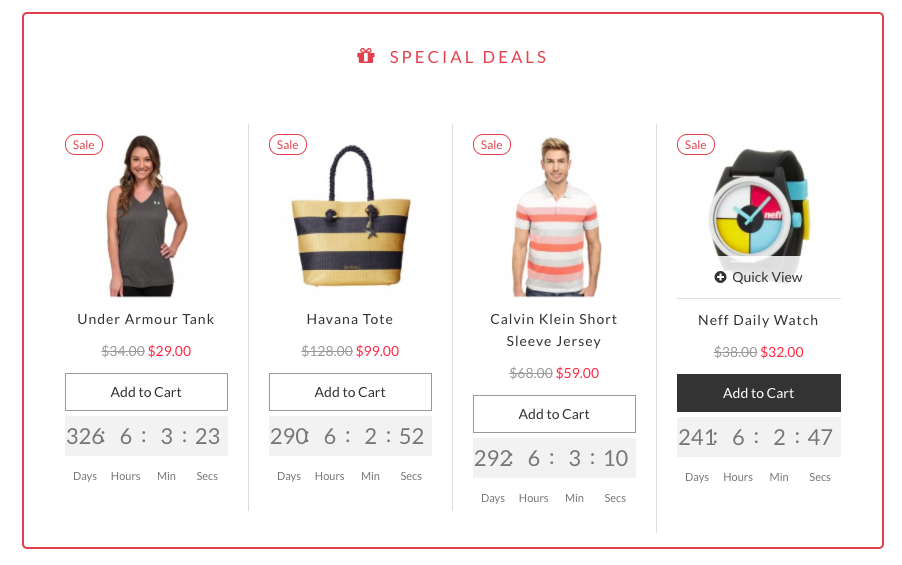 SPECIAL DEALS
Sale
Under Armour Tank
$34.00 $29.00
Add to Cart
326: 6 : 3 : 23
Days Hours Min Secs
Sale
Havana Tote
$128.00 $99.00
Add to Cart
290: 6 : 2 : 52
Days Hours Min Secs
Sale
Calvin Klein Short
Sleeve Jersey
$68.00 $59.00
Add to Cart
292: 6 : 3 : 10
Days Hours Min Secs
Sale
neff
Quick View
Neff Daily Watch
$38.00 $32.00
Add to Cart
241: 6 : 2 : 47
Days Hours Min Secs